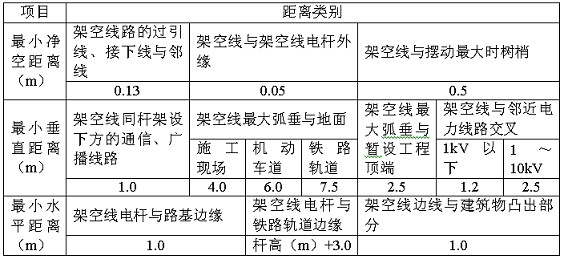 项目
距离类别
最小净
空距离
（m）
架空线路的过引
线、接下线与邻
线
架空线与架空线电杆外
缘
架空线与摆动最大时树梢
0.13
0.05
0.5
最小垂
直距离
（m）
架空线同杆架设
下方的通信、广
播线路
架空线最大弧垂与地面
架空线最
大弧垂与
暂设工程
顶端
架空线与邻近电
力线路交叉
施工
现场
机动
车道
铁路
轨道
1kV 以
下
1 ～
10kV
1.0
4.0
6.0
7.5
2.5
1.2
2.5
最小水
平距离
（m）
架空线电杆与路基边缘
架空线电杆与
铁路轨道边缘
架空线边线与建筑物凸出部
分
1.0
杆高（m）+3.0
1.0